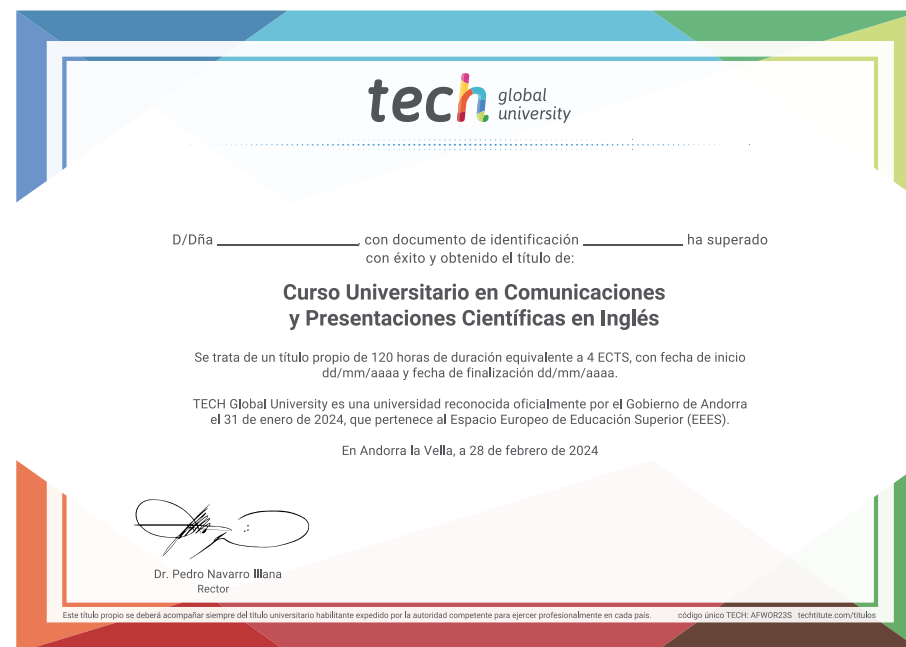 tech global university
D/Dña ____________________, con documento de identificación ______________ ha superado
con éxito y obtenido el título de:
Curso Universitario en Comunicaciones
y Presentaciones Científicas en Inglés
Se trata de un título propio de 120 horas de duración equivalente a 4 ECTS, con fecha de inicio
dd/mm/aaaa y fecha de finalización dd/mm/aaaa.
TECH Global University es una universidad reconocida oficialmente por el Gobierno de Andorra
el 31 de enero de 2024, que pertenece al Espacio Europeo de Educación Superior (EEES).
En Andorra la Vella, a 28 de febrero de 2024
Dr. Pedro Navarro Illana
Rector
Este título propio se deberá acompañar siempre del título universitario habilitante expedido por la autoridad competente para ejercer profesionalmente en cada país. código único TECH: AFWOR23S techtitute.com/titulos